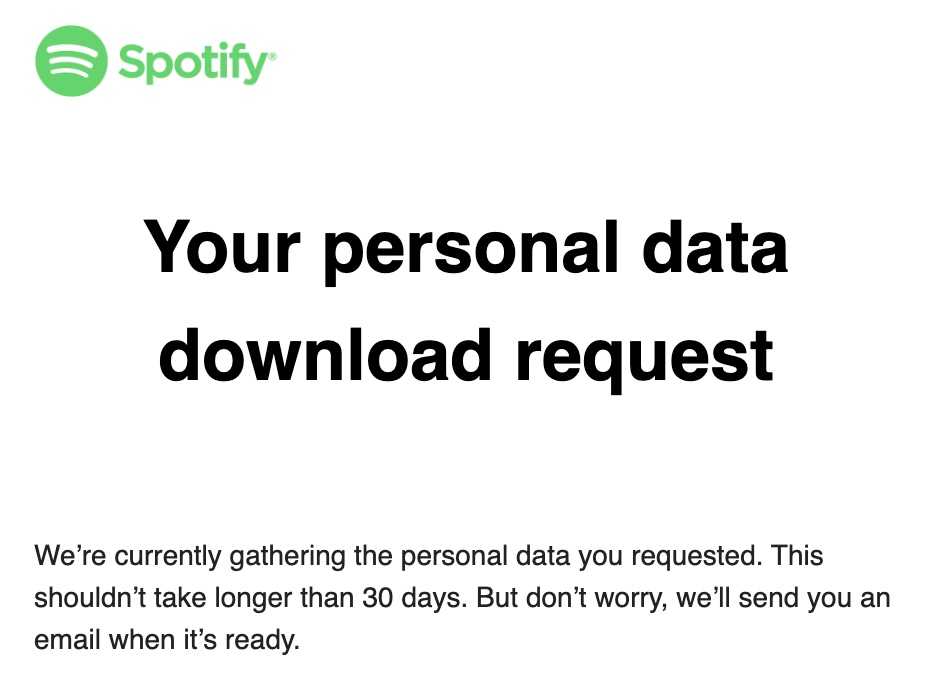 Spotify®
Your personal data
download request
We’re currently gathering the personal data you requested. This
shouldn’t take longer than 30 days. But don’t worry, we’ll send you an
email when it’s ready.